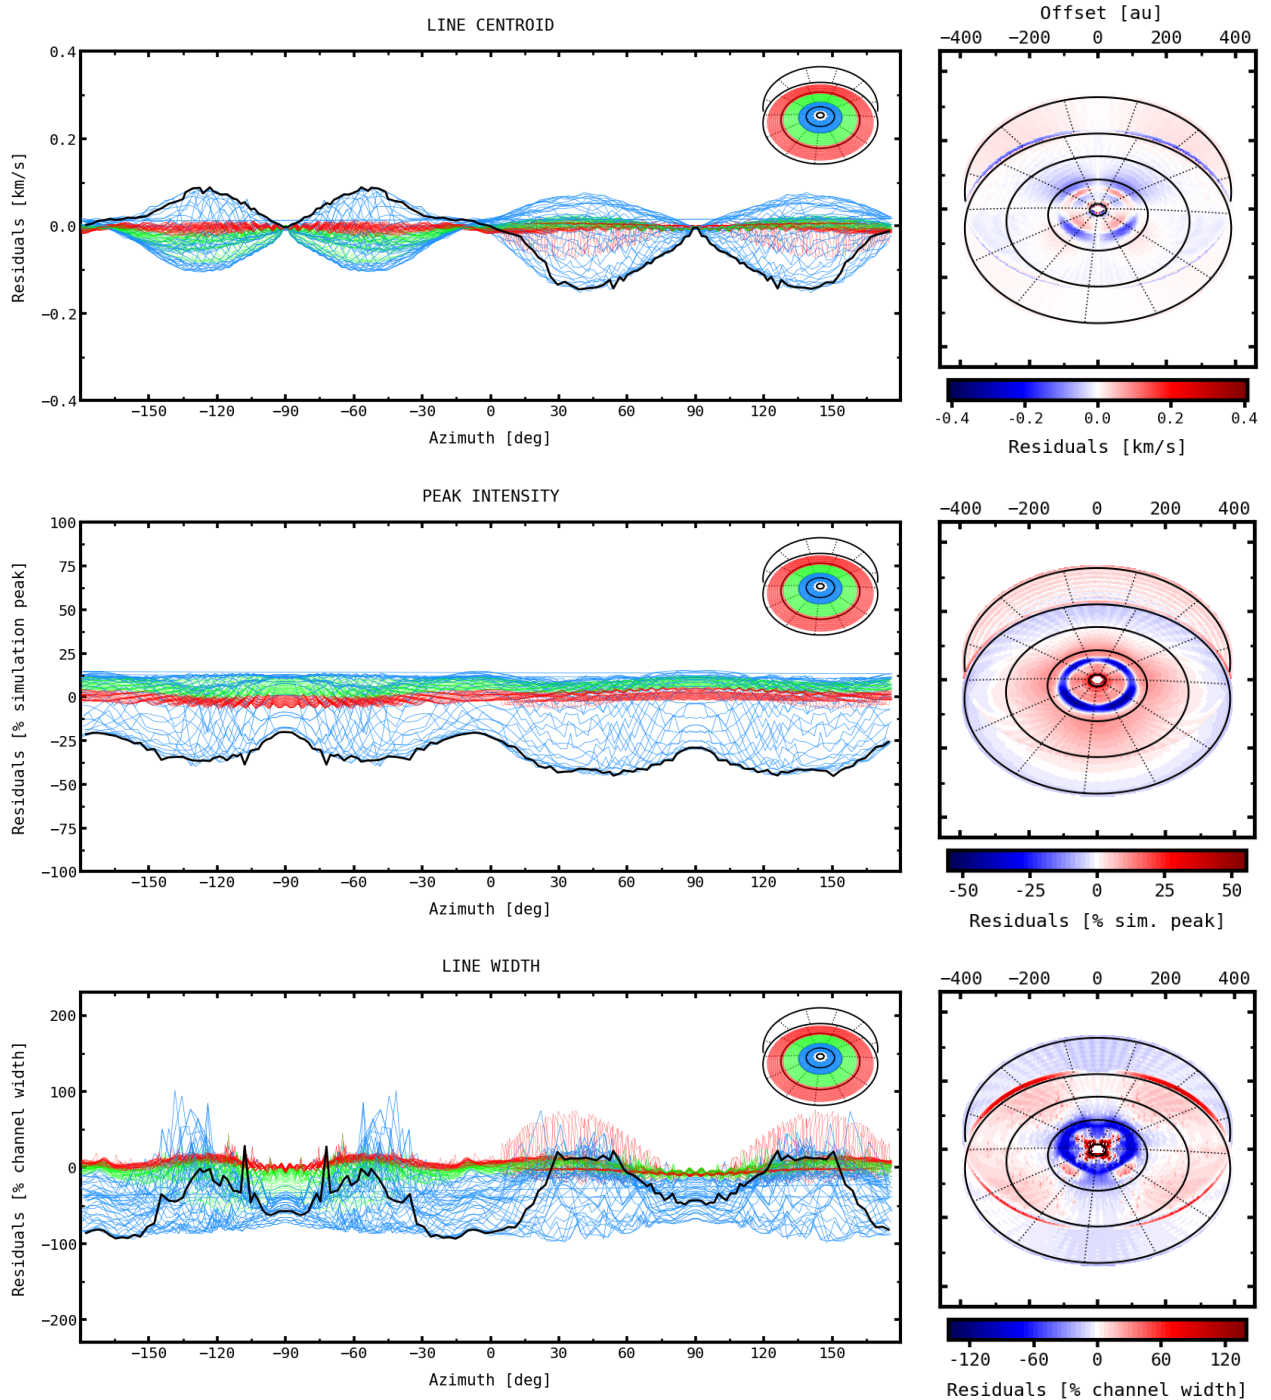 LINE CENTROID
Offset [au]
−400 −200 0 200 400
0.4
0.2
0.0
−0.2
−0.4
Residuals [km/s]
−150 −120 −90 −60 −30 0 30 60 90 120 150
Azimuth [deg]
-0.4 -0.2 0.0 0.2 0.4
Residuals [km/s]
PEAK INTENSITY
−400 −200 0 200 400
100
75
50
25
0
−25
−50
−75
−100
Residuals [% simulation peak]
−150 −120 −90 −60 −30 0 30 60 90 120 150
Azimuth [deg]
-50 -25 0 25 50
Residuals [% sim. peak]
LINE WIDTH
−400 −200 0 200 400
200
100
0
−100
−200
Residuals [% channel width]
−150 −120 −90 −60 −30 0 30 60 90 120 150
Azimuth [deg]
-120 -60 0 60 120
Residuals [% channel width]